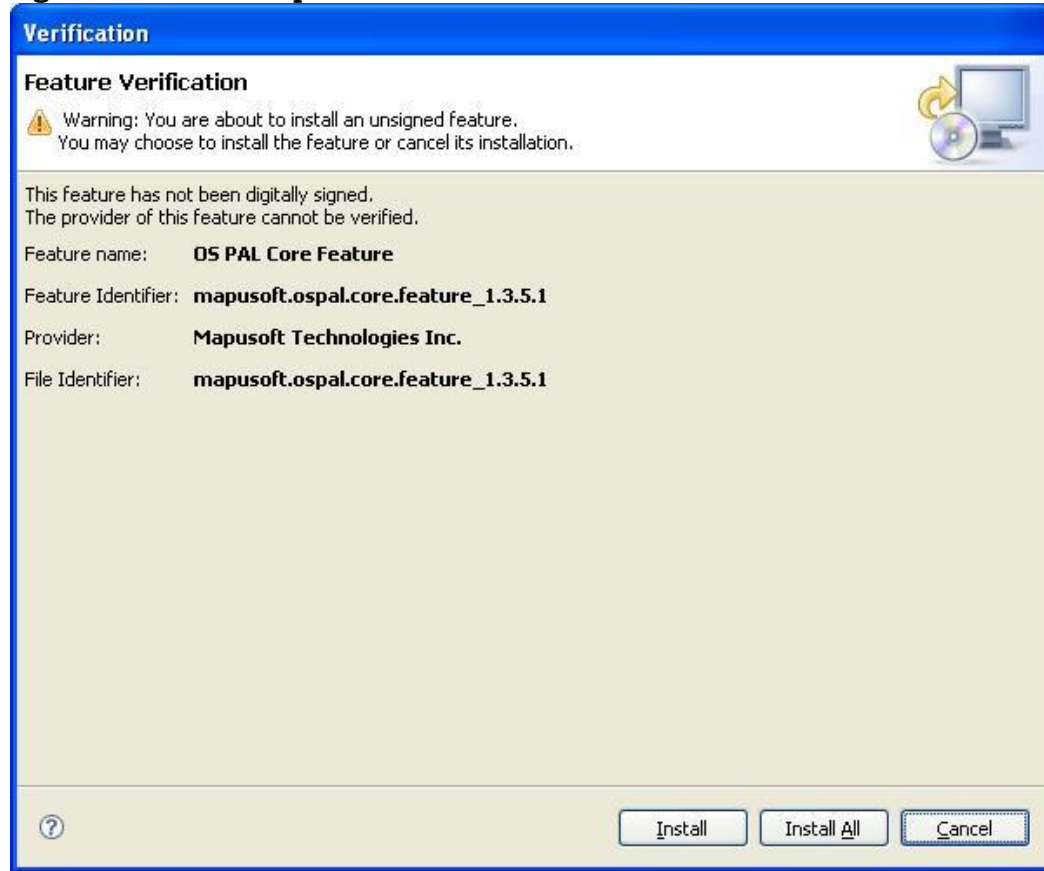 Verification
Feature Verification
Warning: You are about to install an unsigned feature.
You may choose to install the feature or cancel its installation.
This feature has not been digitally signed.
The provider of this feature cannot be verified.
Feature name: OS PAL Core Feature
Feature Identifier: mapusoft.ospal.core.feature_1.3.5.1
Provider: Mapusoft Technologies Inc.
File Identifier: mapusoft.ospal.core.feature_1.3.5.1
? Install Install All Cancel